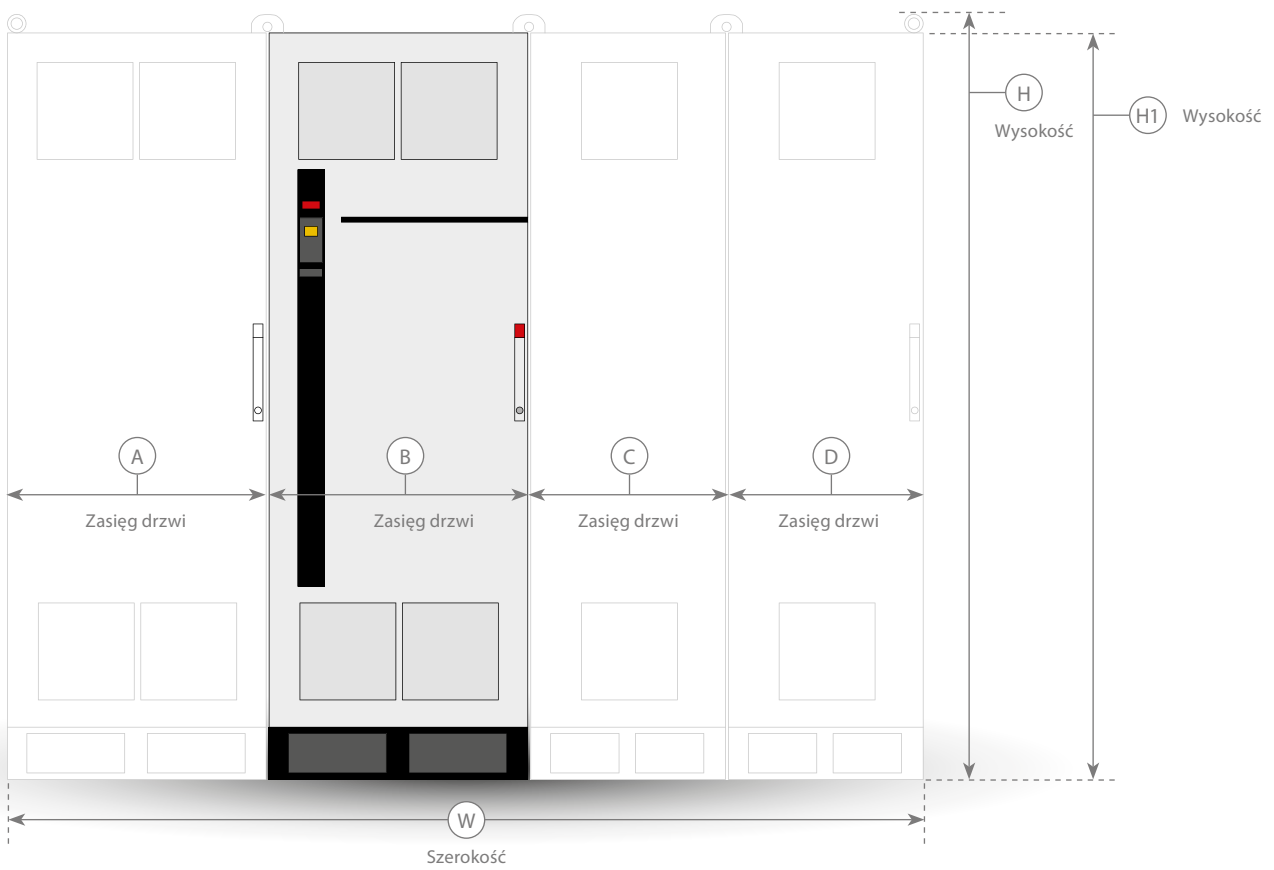 H
Wysokość
H1 Wysokość
A
B
C
D
Zasięg drzwi
Zasięg drzwi
Zasięg drzwi
Zasięg drzwi
W
Szerokość